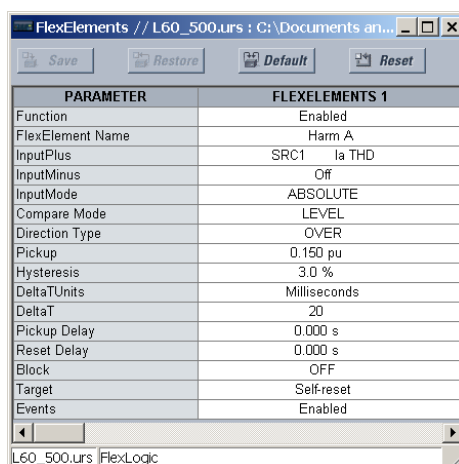 FlexElements // L60_500.urs : C:\Documents an...
Save Restore Default Reset
PARAMETER FLEXELEMENTS 1
Function Enabled
FlexElement Name Harm A
InputPlus SRC1 Ia THD
InputMinus Off
InputMode ABSOLUTE
Compare Mode LEVEL
Direction Type OVER
Pickup 0.150 pu
Hysteresis 3.0 %
DeltaTUnits Milliseconds
DeltaT 20
Pickup Delay 0.000 s
Reset Delay 0.000 s
Block OFF
Target Self-reset
Events Enabled
L60_500.urs FlexLogic